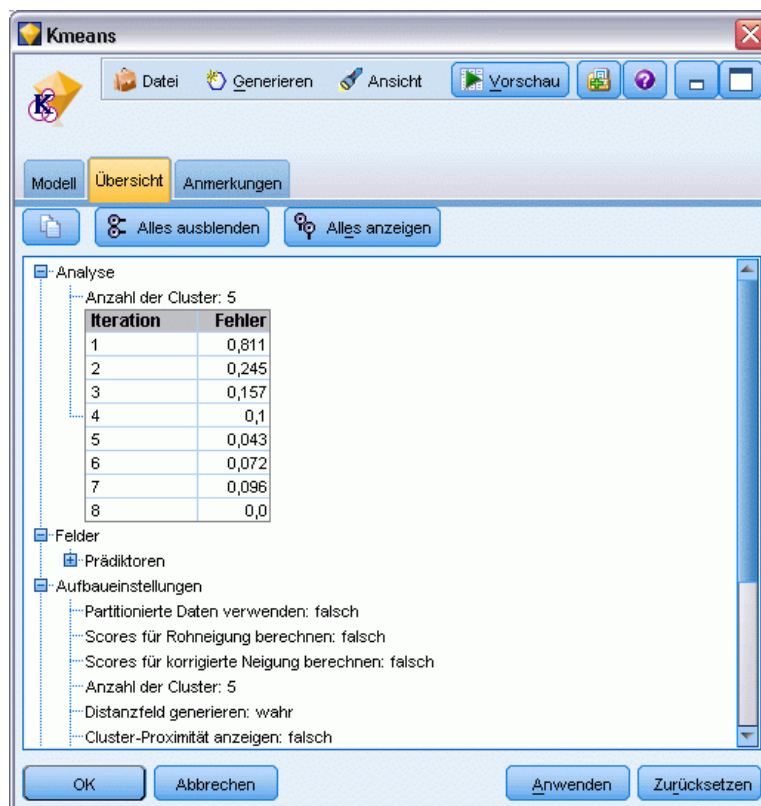 Kmeans
Datei Generieren Ansicht Vorschau
Modell Übersicht Anmerkungen
Alles ausblenden Alles anzeigen
Analyse
Anzahl der Cluster: 5
Iteration Fehler
1 0,811
2 0,245
3 0,157
4 0,1
5 0,043
6 0,072
7 0,096
8 0,0
Felder
Prädiktoren
Aufbaueinstellungen
Partitionierte Daten verwenden: falsch
Scores für Rohneigung berechnen: falsch
Scores für korrigierte Neigung berechnen: falsch
Anzahl der Cluster: 5
Distanzfeld generieren: wahr
Cluster-Proximität anzeigen: falsch
OK Abbrechen Anwenden Zurücksetzen